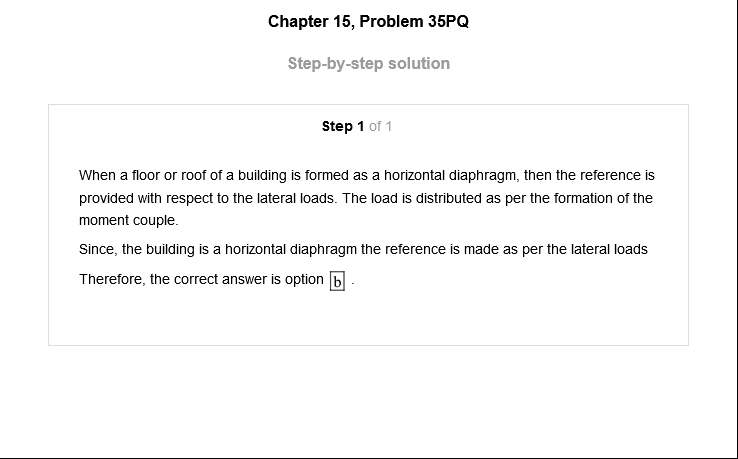 Chapter 15, Problem 35PQ
Step-by-step solution
Step 1 of 1
When a floor or roof of a building is formed as a horizontal diaphragm, then the reference is
provided with respect to the lateral loads. The load is distributed as per the formation of the
moment couple.
Since, the building is a horizontal diaphragm the reference is made as per the lateral loads
Therefore, the correct answer is option b .